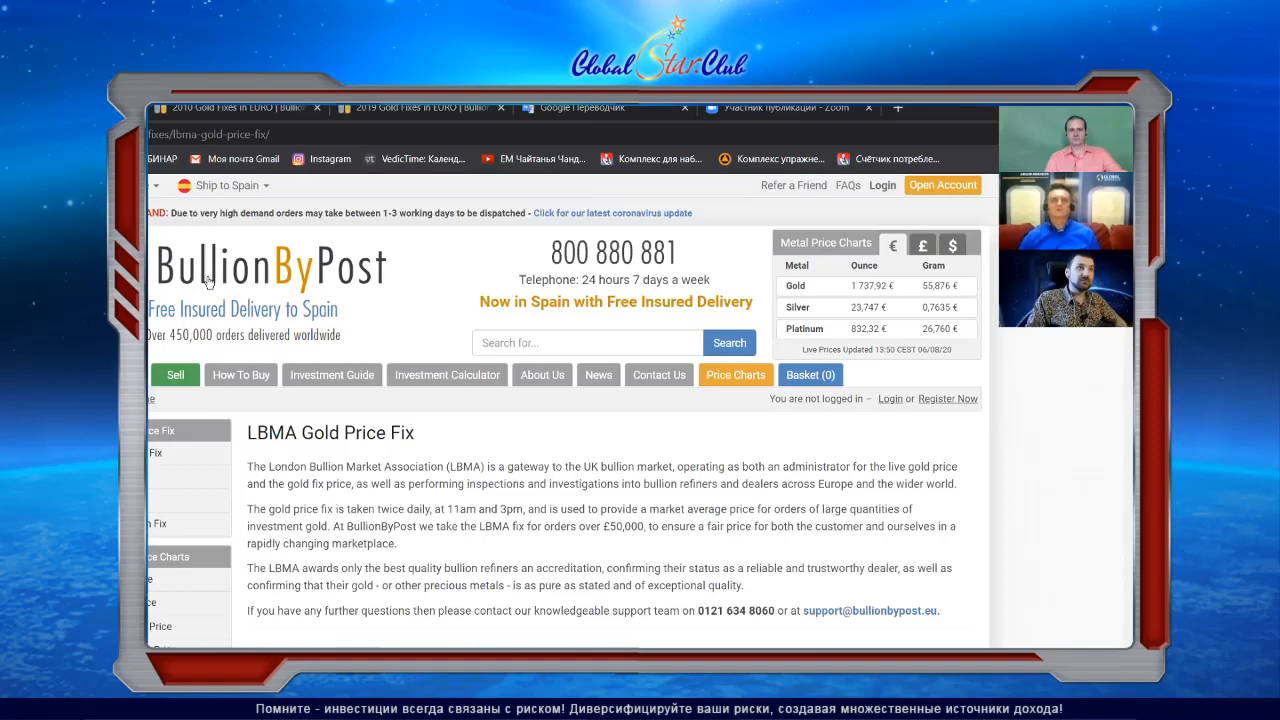 Global Star.Club
2010 Gold Fixes in EURO | Bullion
2019 Gold Fixes in EURO | Bullion
Google Переводчик
Участник публикации - Zoom
fixes/lbma-gold-price-fix/
БИНАР
Моя почта Gmail
Instagram
VedicTime: Календ...
ЕМ Чайтанья Чанд...
Комплекс для наб...
Комплекс упражне...
Счётчик потребле...
Ship to Spain
Refer a Friend
FAQs
Login
Open Account
AND: Due to very high demand orders may take between 1-3 working days to be dispatched - Click for our latest coronavirus update
BullionByPost
Free Insured Delivery to Spain
Over 450,000 orders delivered worldwide
800 880 881
Telephone: 24 hours 7 days a week
Now in Spain with Free Insured Delivery
Search for...
Search
Metal Price Charts € £ $
Metal Ounce Gram
Gold 1 737,92 € 55,876 €
Silver 23,747 € 0,7635 €
Platinum 832,32 € 26,760 €
Live Prices Updated 13:50 CEST 06/08/20
Sell
How To Buy
Investment Guide
Investment Calculator
About Us
News
Contact Us
Price Charts
Basket (0)
You are not logged in – Login or Register Now
ce Fix
Fix
n Fix
ce Charts
Price
LBMA Gold Price Fix
The London Bullion Market Association (LBMA) is a gateway to the UK bullion market, operating as both an administrator for the live gold price
and the gold fix price, as well as performing inspections and investigations into bullion refiners and dealers across Europe and the wider world.
The gold price fix is taken twice daily, at 11am and 3pm, and is used to provide a market average price for orders of large quantities of
investment gold. At BullionByPost we take the LBMA fix for orders over £50,000, to ensure a fair price for both the customer and ourselves in a
rapidly changing marketplace.
The LBMA awards only the best quality bullion refiners an accreditation, confirming their status as a reliable and trustworthy dealer, as well as
confirming that their gold - or other precious metals - is as pure as stated and of exceptional quality.
If you have any further questions then please contact our knowledgeable support team on 0121 634 8060 or at support@bullionbypost.eu.
Помните - инвестиции всегда связаны с риском! Диверсифицируйте ваши риски, создавая множественные источники дохода!